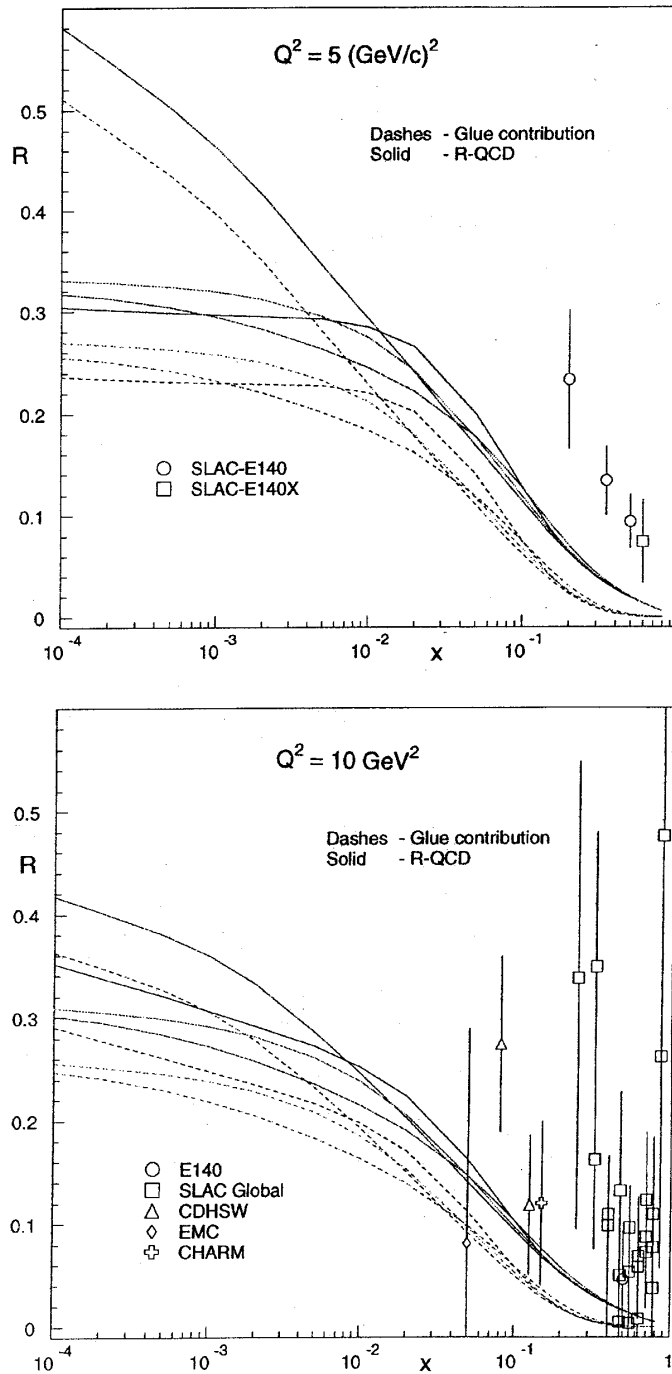 Q² = 5 (GeV/c)²
Dashes - Glue contribution
Solid - R-QCD
R
0.5
0.4
0.3
0.2
0.1
0
SLAC-E140
SLAC-E140X
10⁻⁴ 10⁻³ 10⁻² 10⁻¹
x
Q² = 10 GeV²
Dashes - Glue contribution
Solid - R-QCD
R
0.5
0.4
0.3
0.2
0.1
0
E140
SLAC Global
CDHSW
EMC
CHARM
10⁻⁴ 10⁻³ 10⁻² 10⁻¹ 1
x